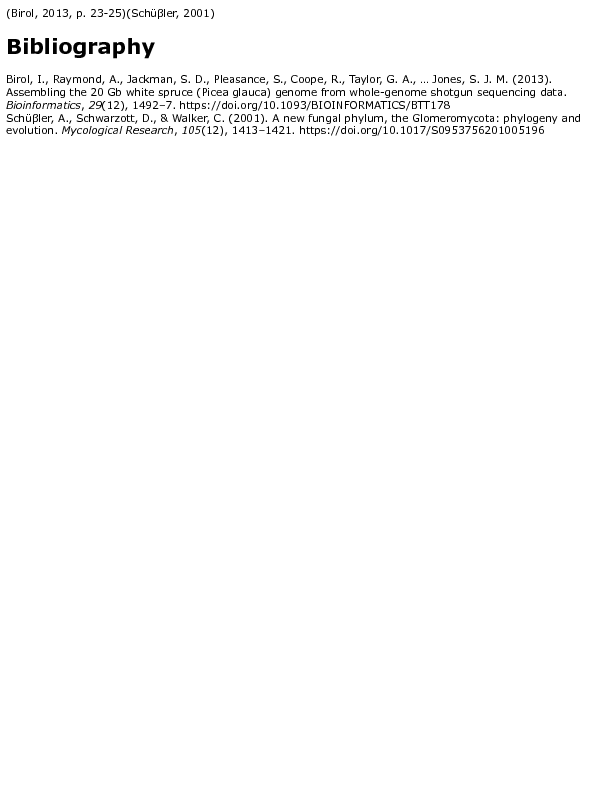 (Birol, 2013, p. 23-25)(Schüβler, 2001)
Bibliography
Birol, I., Raymond, A., Jackman, S. D., Pleasance, S., Coope, R., Taylor, G. A., … Jones, S. J. M. (2013).
Assembling the 20 Gb white spruce (Picea glauca) genome from whole-genome shotgun sequencing data.
Bioinformatics, 29(12), 1492–7. https://doi.org/10.1093/BIOINFORMATICS/BTT178
Schüβler, A., Schwarzott, D., & Walker, C. (2001). A new fungal phylum, the Glomeromycota: phylogeny and
evolution. Mycological Research, 105(12), 1413–1421. https://doi.org/10.1017/S0953756201005196